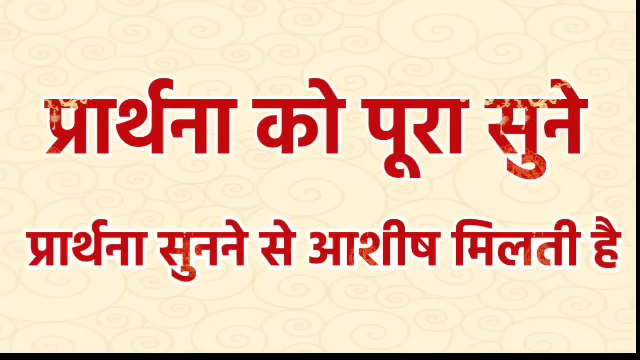 प्रार्थना को पूरा सुने
प्रार्थना सुनने से आशीष मिलती है